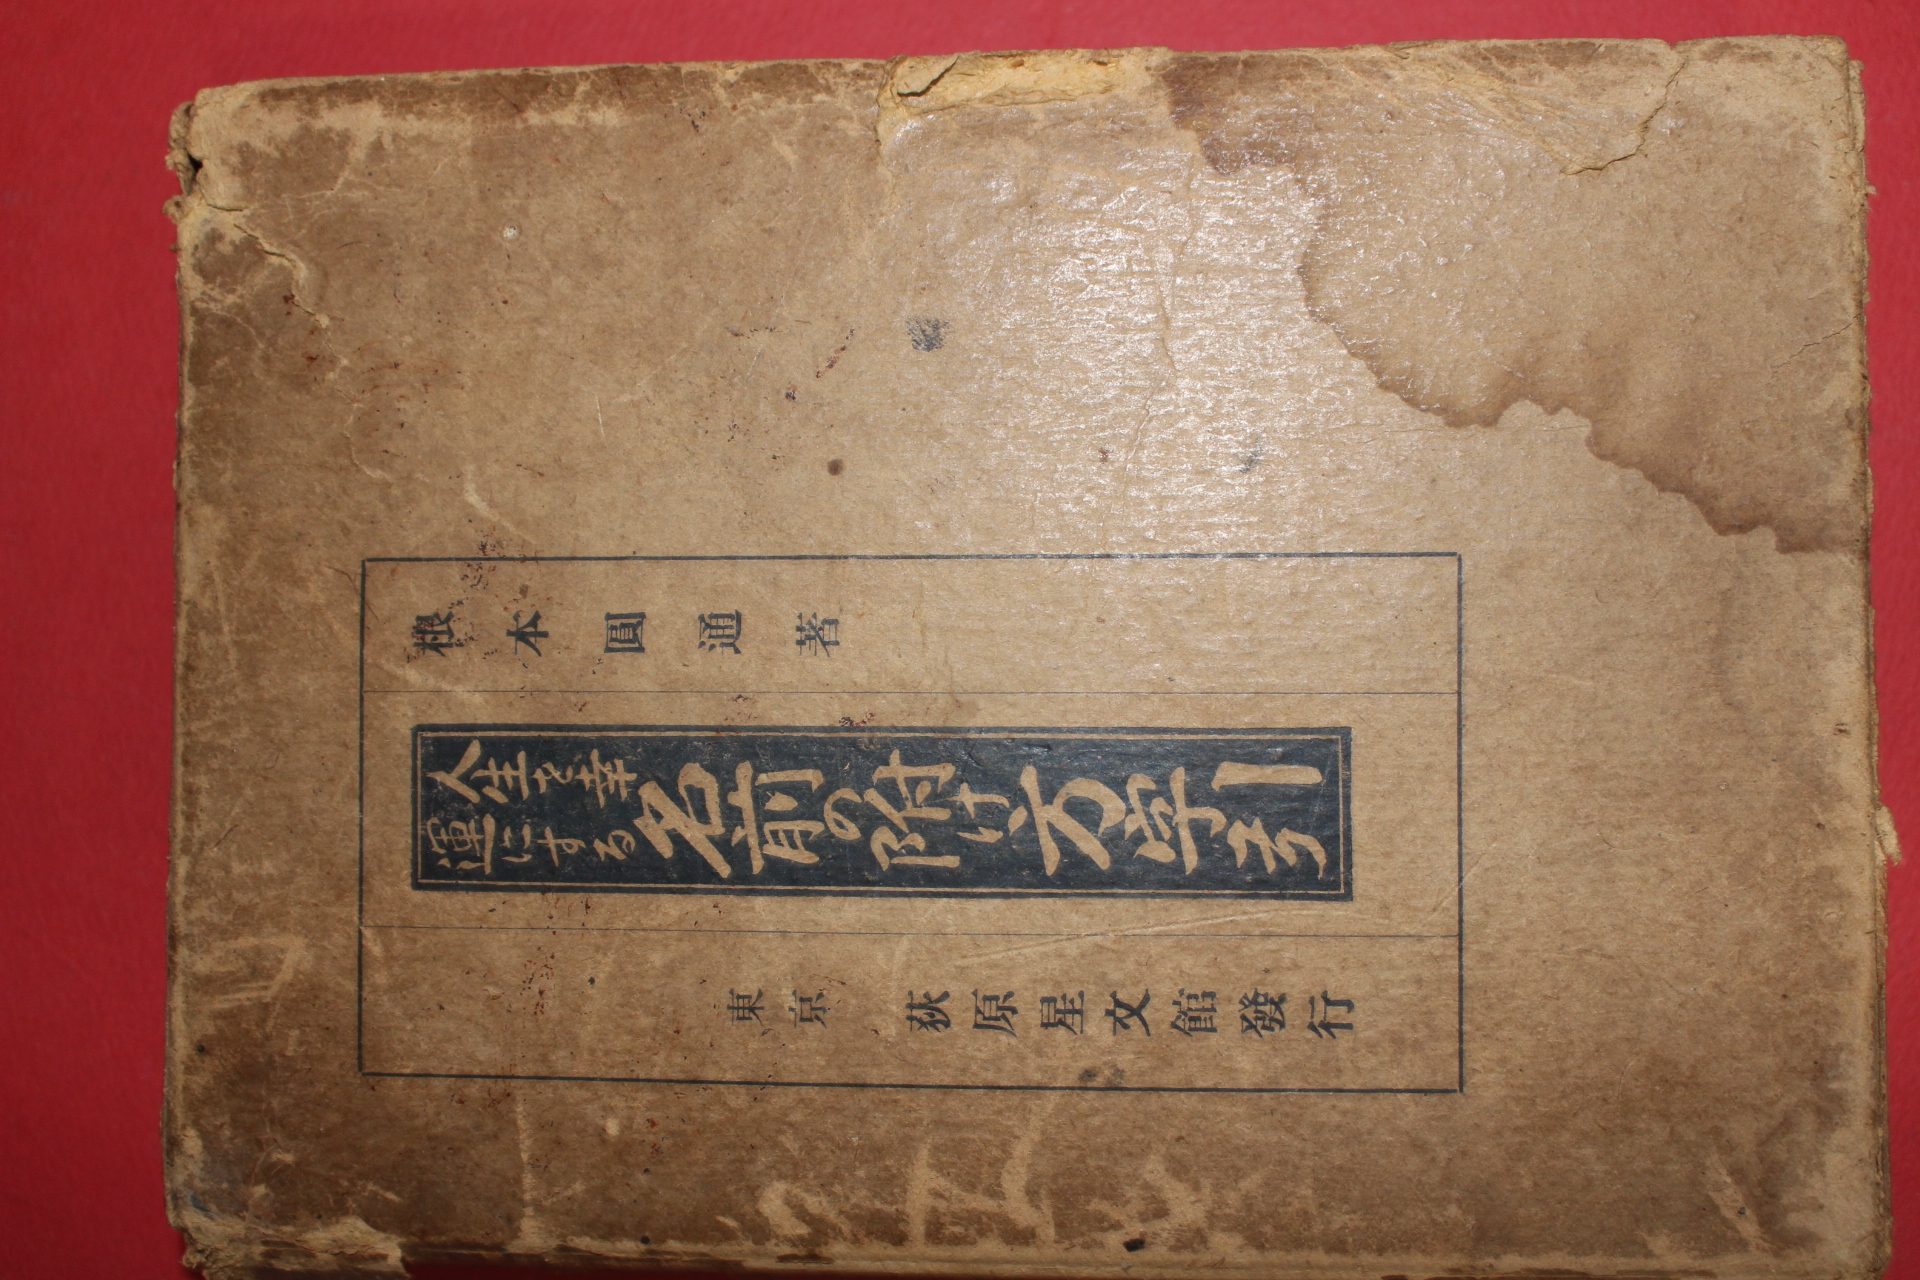 根本圓通著
人生を幸
運にする
名前の附け方字引
東京 荻原星文館發行